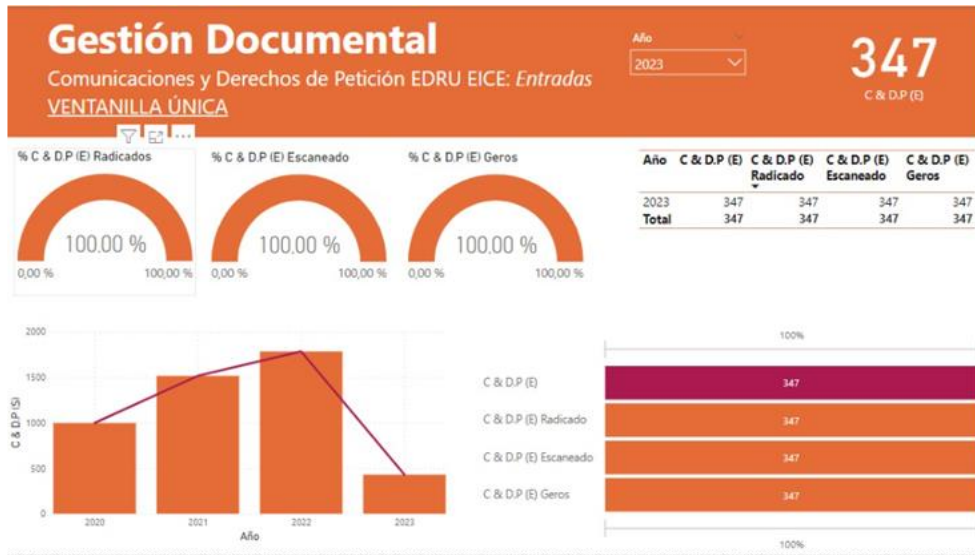 Gestión Documental
Comunicaciones y Derechos de Petición EDRU EICE: Entradas
VENTANILLA ÚNICA
Año
2023
347
C & D.P (E)
% C & D.P (E) Radicados
100,00 %
0,00 %
100,00 %
% C & D.P (E) Escaneado
100,00 %
0,00 %
100,00 %
% C & D.P (E) Geros
100,00 %
0,00 %
100,00 %
Año C & D.P (E) C & D.P (E) Radicado C & D.P (E) Escaneado C & D.P (E) Geros
2023 347 347 347 347
Total 347 347 347 347
C & D.P (S)
2000
1500
1000
500
0
2020 2021 2022 2023
Año
100%
C & D.P (E) 347
C & D.P (E) Radicado 347
C & D.P (E) Escaneado 347
C & D.P (E) Geros 347
100%